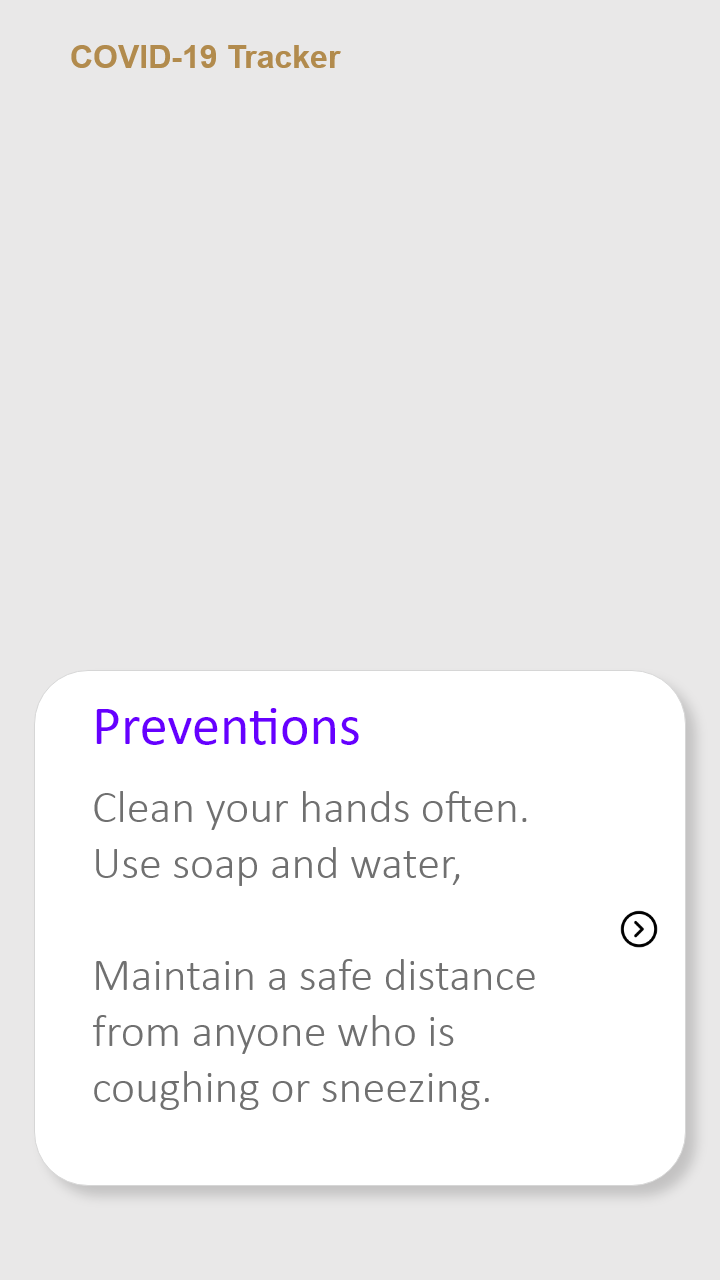 COVID-19 Tracker
Preventions
Clean your hands often.
Use soap and water,
Maintain a safe distance
from anyone who is
coughing or sneezing.